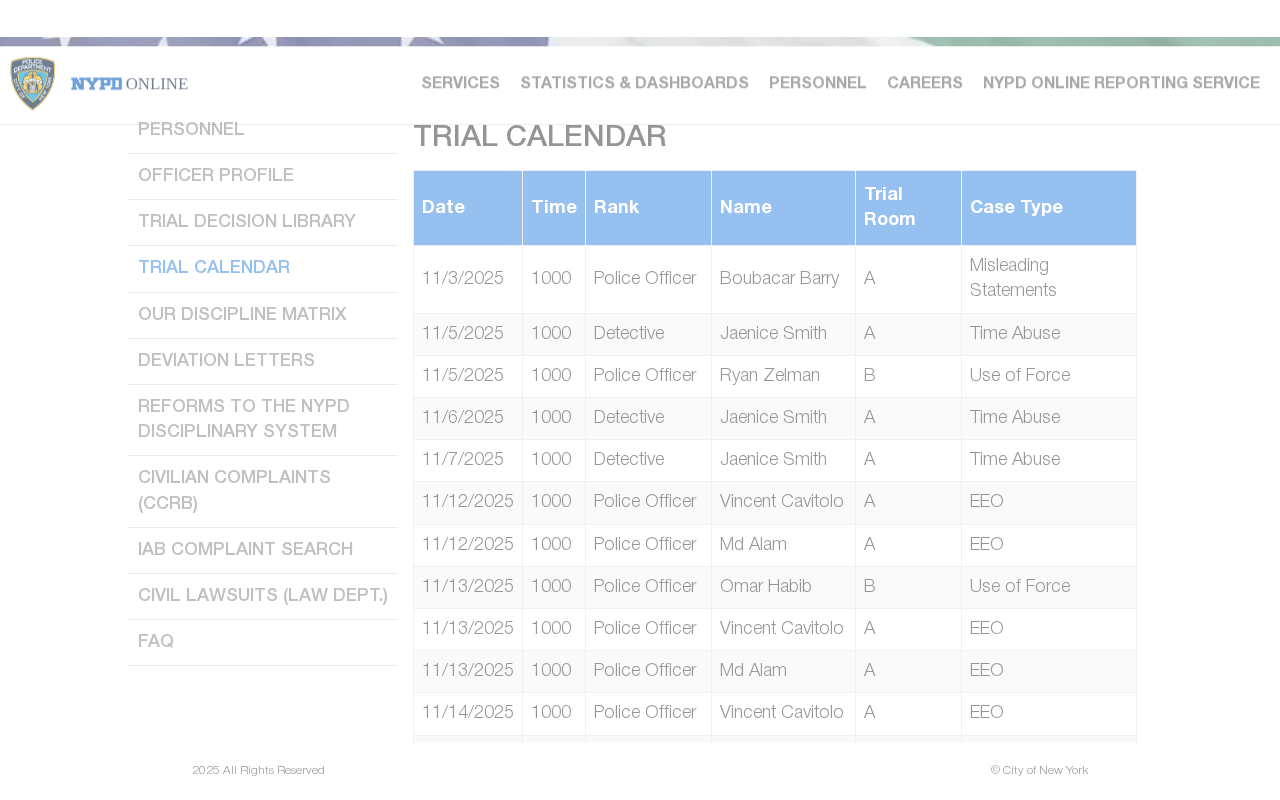 NYPD ONLINE
SERVICES STATISTICS & DASHBOARDS PERSONNEL CAREERS NYPD ONLINE REPORTING SERVICE
PERSONNEL
OFFICER PROFILE
TRIAL DECISION LIBRARY
TRIAL CALENDAR
OUR DISCIPLINE MATRIX
DEVIATION LETTERS
REFORMS TO THE NYPD
DISCIPLINARY SYSTEM
CIVILIAN COMPLAINTS
(CCRB)
IAB COMPLAINT SEARCH
CIVIL LAWSUITS (LAW DEPT.)
FAQ
TRIAL CALENDAR
Date Time Rank Name Trial Room Case Type
11/3/2025 1000 Police Officer Boubacar Barry A Misleading Statements
11/5/2025 1000 Detective Jaenice Smith A Time Abuse
11/5/2025 1000 Police Officer Ryan Zelman B Use of Force
11/6/2025 1000 Detective Jaenice Smith A Time Abuse
11/7/2025 1000 Detective Jaenice Smith A Time Abuse
11/12/2025 1000 Police Officer Vincent Cavitolo A EEO
11/12/2025 1000 Police Officer Md Alam A EEO
11/13/2025 1000 Police Officer Omar Habib B Use of Force
11/13/2025 1000 Police Officer Vincent Cavitolo A EEO
11/13/2025 1000 Police Officer Md Alam A EEO
11/14/2025 1000 Police Officer Vincent Cavitolo A EEO
2025 All Rights Reserved © City of New York